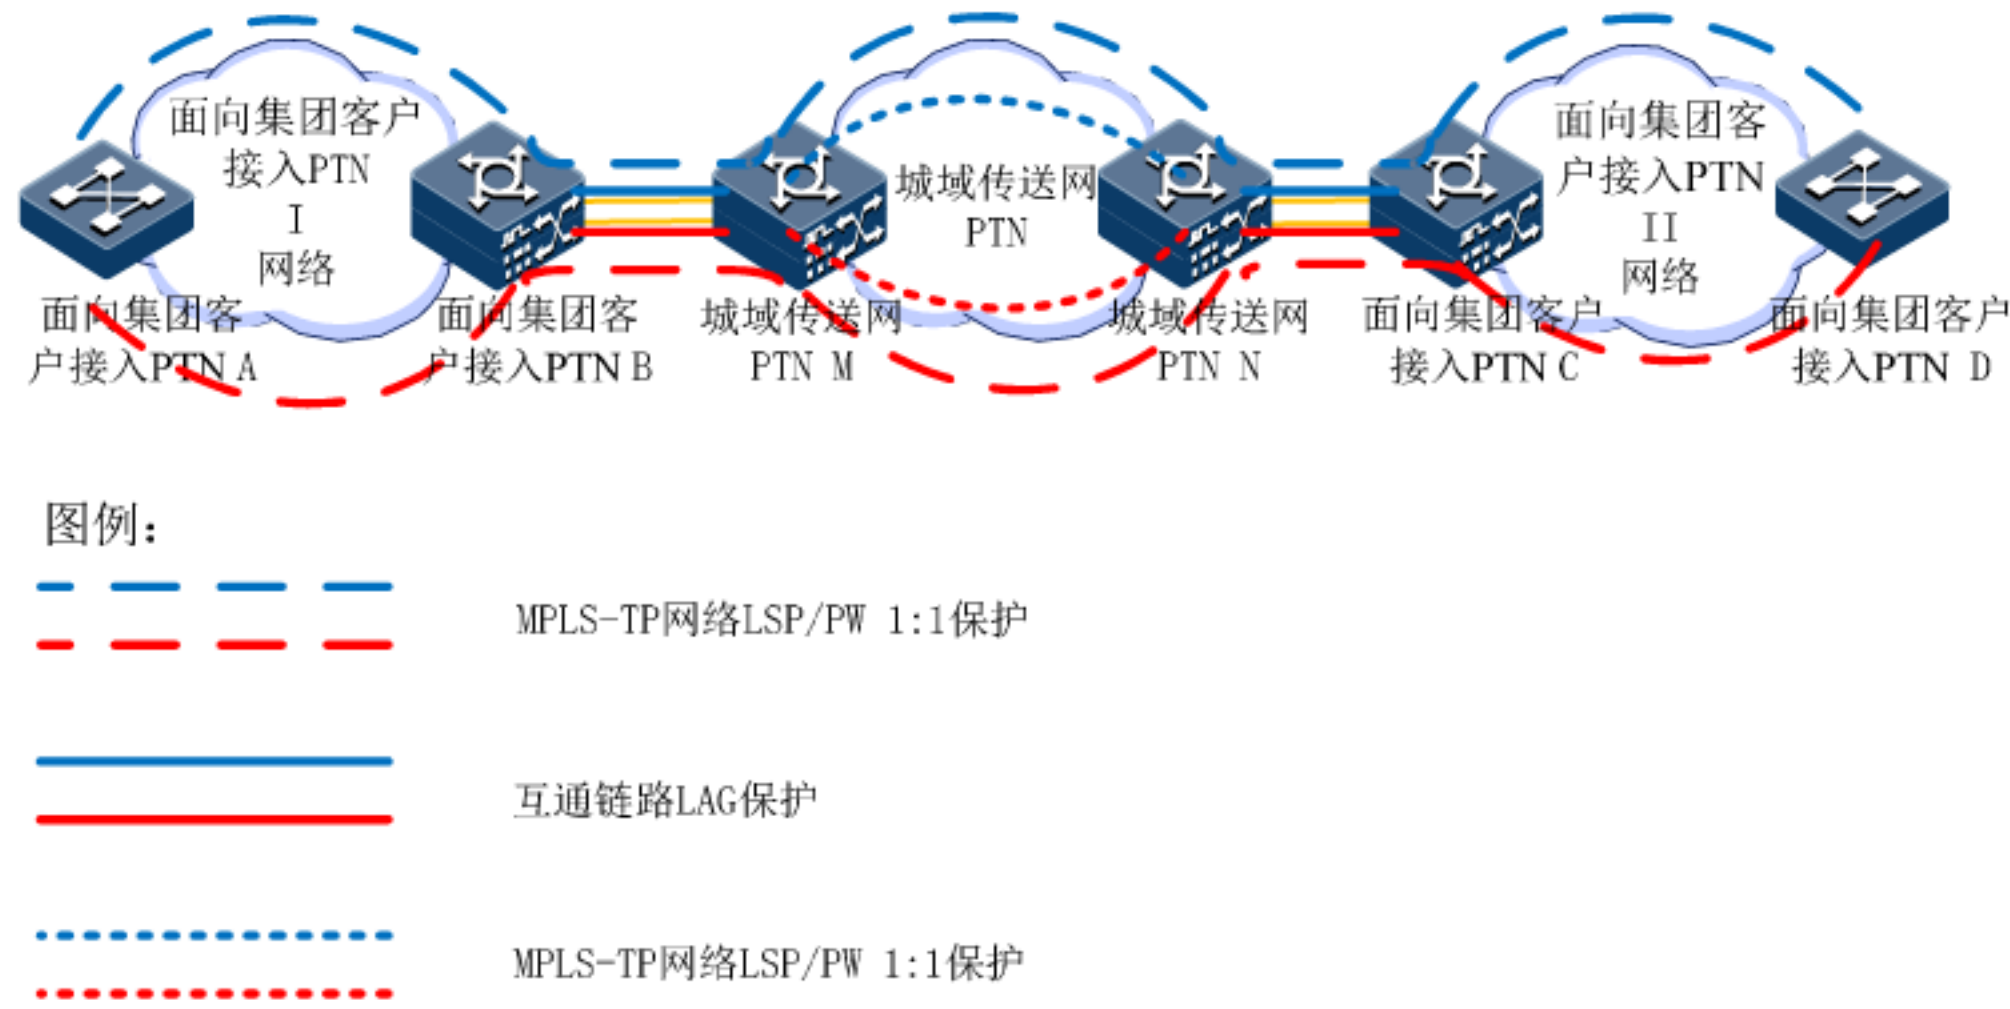 面向集团客户
接入PTN
I
网络
城域传送网
PTN
面向集团客
户接入PTN
II
网络
面向集团客
户接入PTN A
面向集团客
户接入PTN B
城域传送网
PTN M
城域传送网
PTN N
面向集团客户
接入PTN C
面向集团客户
接入PTN D
图例：
MPLS-TP网络LSP/PW 1:1保护
互通链路LAG保护
MPLS-TP网络LSP/PW 1:1保护